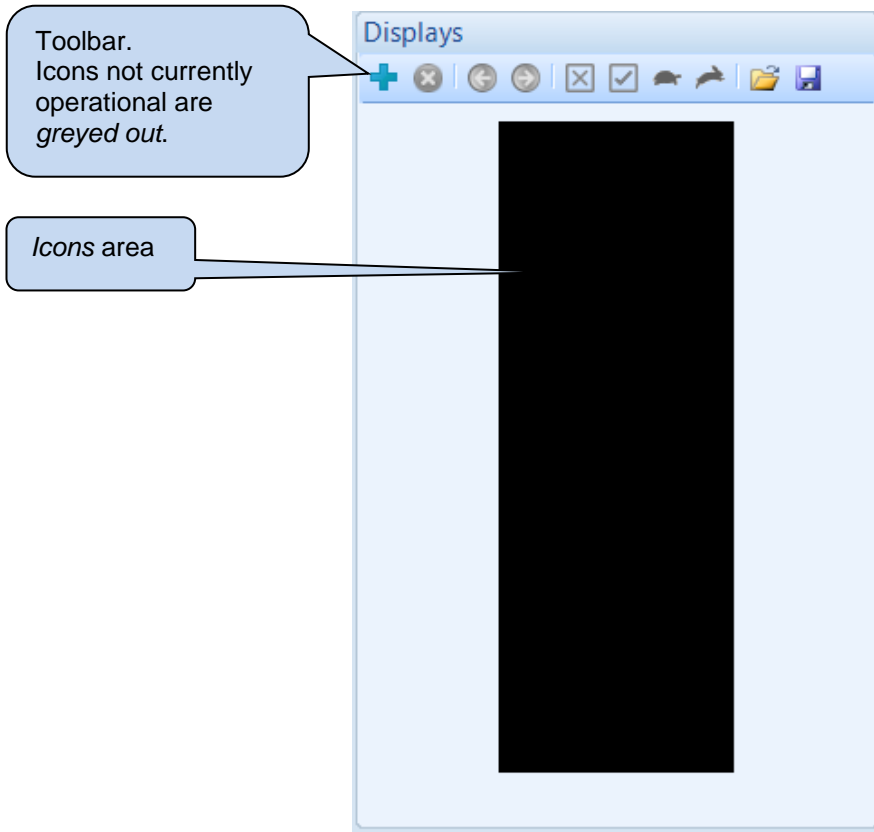 Displays
Toolbar.
Icons not currently
operational are
greyed out.
Icons area